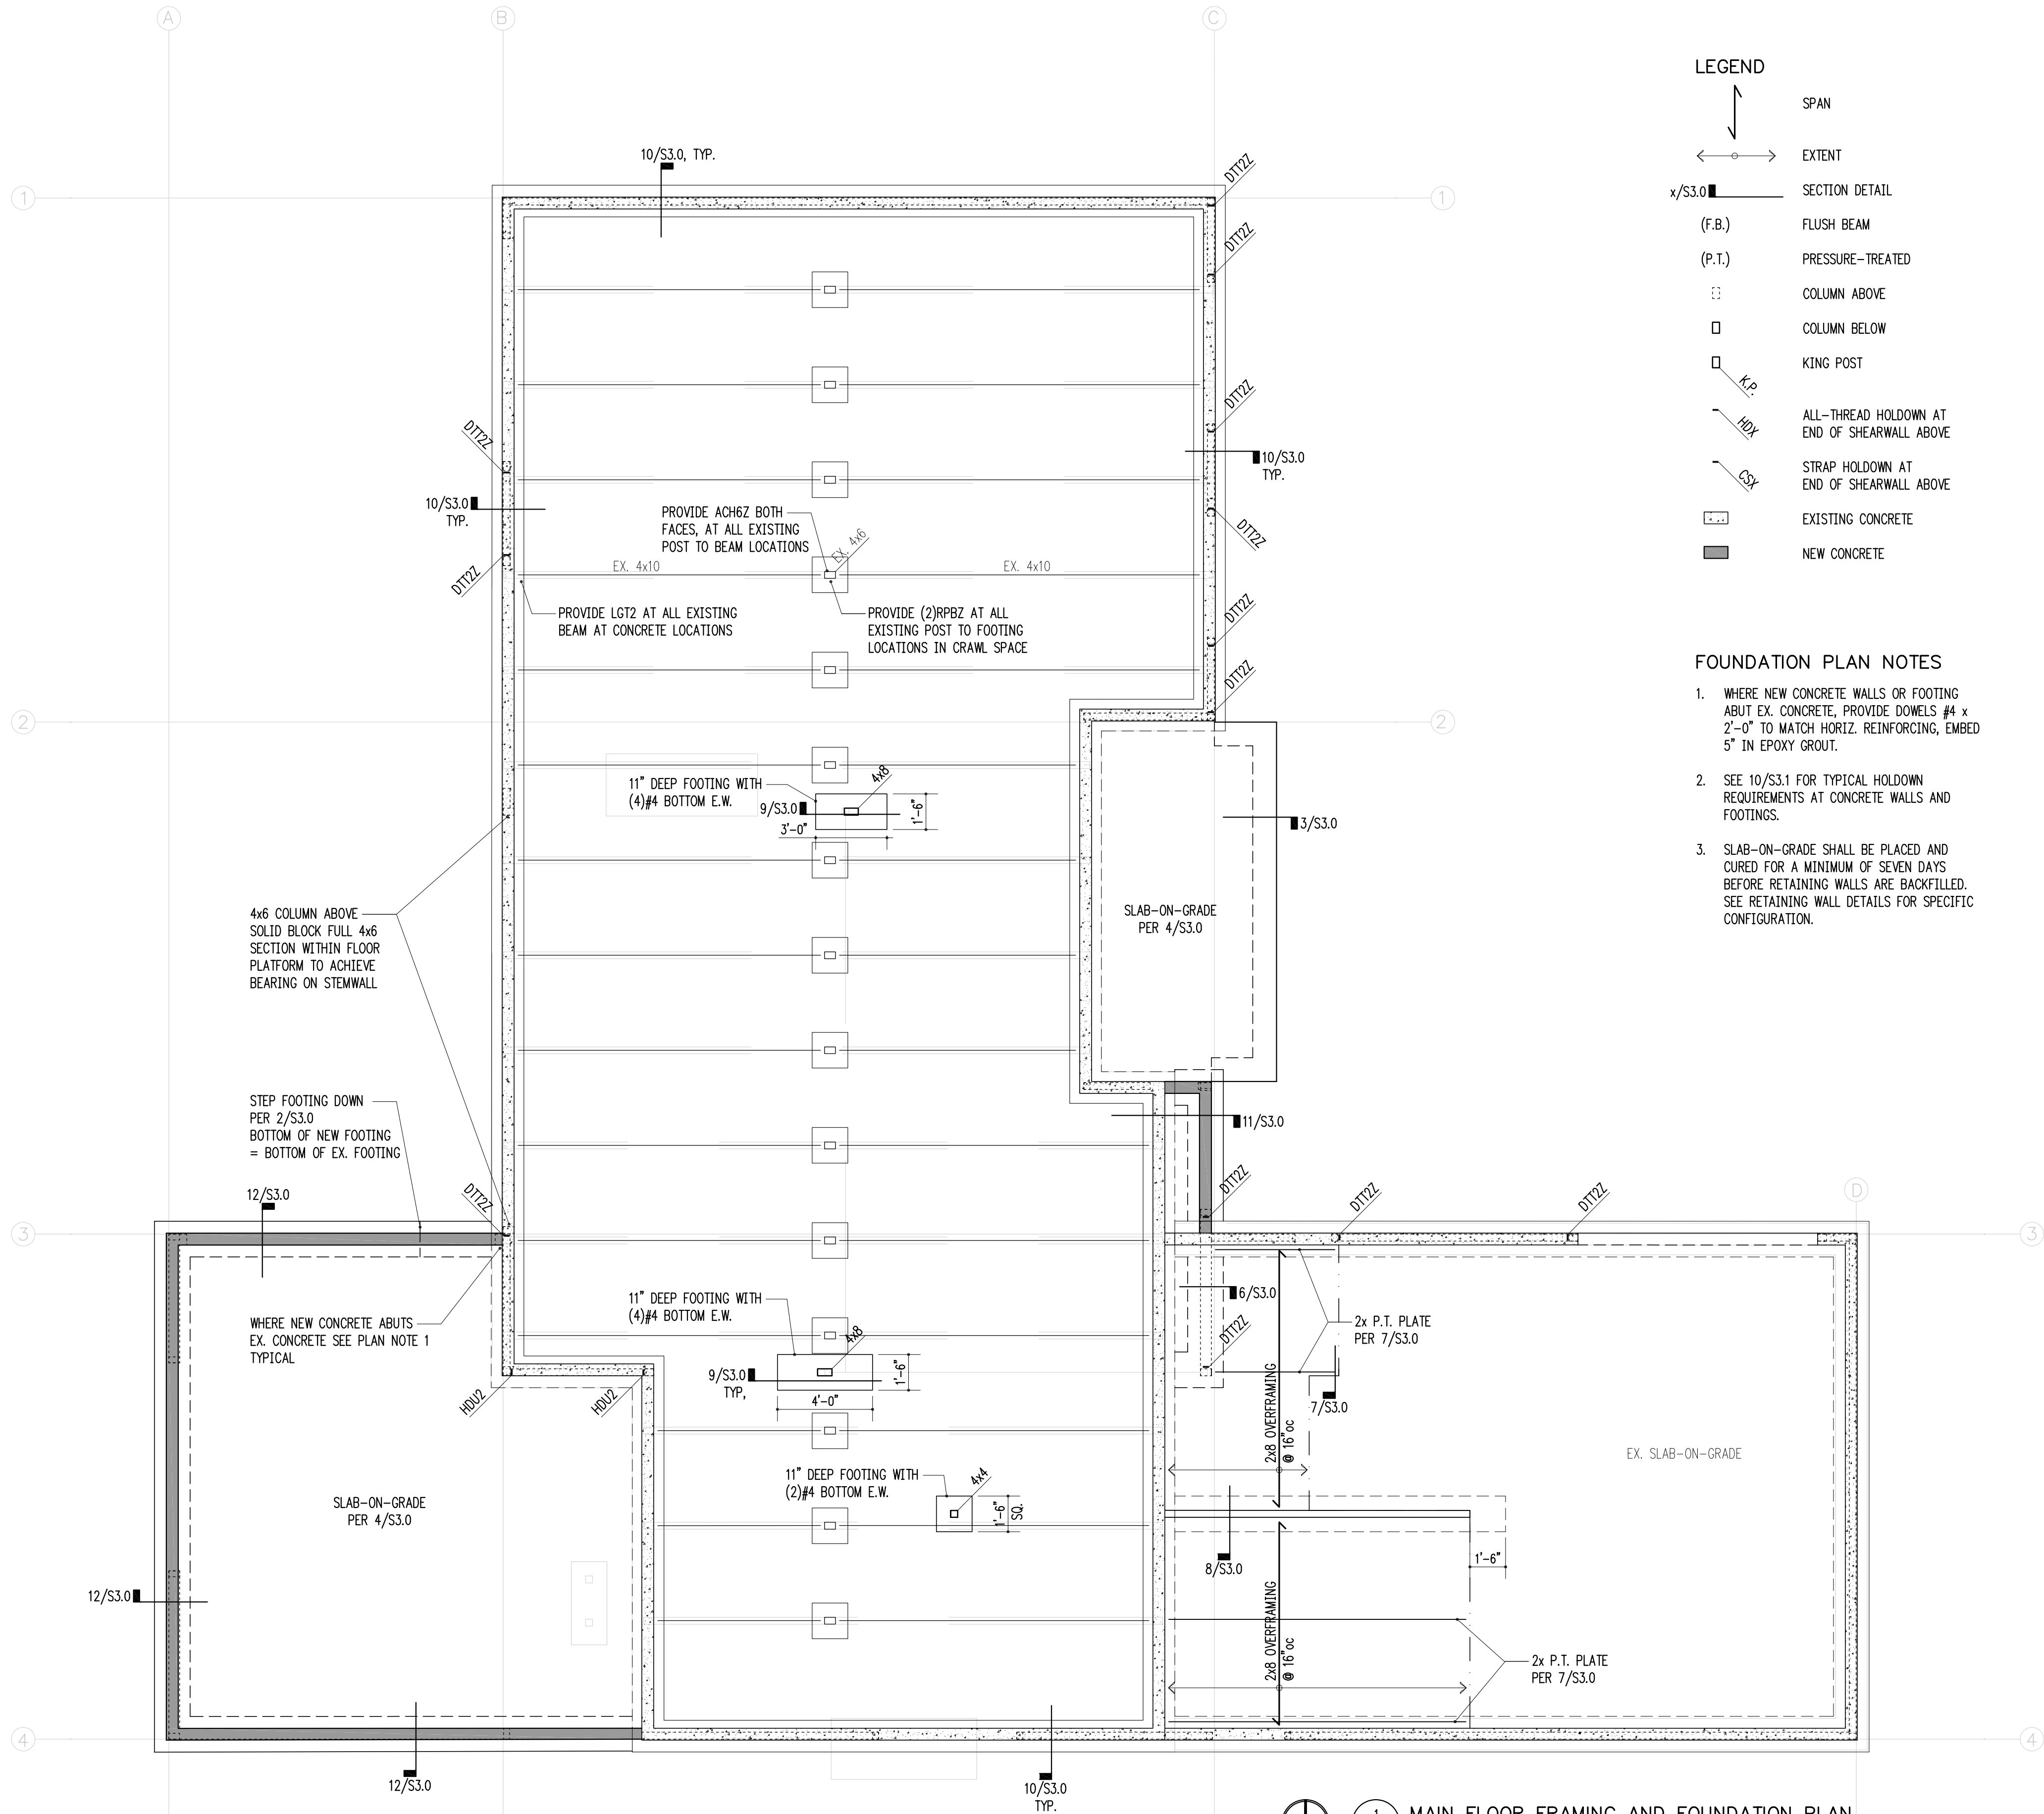 A
B
C
1
1
2
2
D
3
3
4
4
10/S3.0, TYP.
DTT2Z
DTT2Z
DTT2Z
DTT2Z
10/S3.0
TYP.
DTT2Z
10/S3.0
TYP.
DTT2Z
PROVIDE ACH6Z BOTH
FACES, AT ALL EXISTING
POST TO BEAM LOCATIONS
EX. 4x6
EX. 4x10
EX. 4x10
DTT2Z
PROVIDE LGT2 AT ALL EXISTING
BEAM AT CONCRETE LOCATIONS
PROVIDE (2)RPBZ AT ALL
EXISTING POST TO FOOTING
LOCATIONS IN CRAWL SPACE
DTT2Z
11" DEEP FOOTING WITH
(4)#4 BOTTOM E.W.
4x8
9/S3.0
3'-0"
1'-6"
3/S3.0
SLAB-ON-GRADE
PER 4/S3.0
4x6 COLUMN ABOVE
SOLID BLOCK FULL 4x6
SECTION WITHIN FLOOR
PLATFORM TO ACHIEVE
BEARING ON STEMWALL
STEP FOOTING DOWN
PER 2/S3.0
BOTTOM OF NEW FOOTING
= BOTTOM OF EX. FOOTING
11/S3.0
12/S3.0
DTT2Z
DTT2Z
DTT2Z
DTT2Z
WHERE NEW CONCRETE ABUTS
EX. CONCRETE SEE PLAN NOTE 1
TYPICAL
11" DEEP FOOTING WITH
(4)#4 BOTTOM E.W.
4x8
9/S3.0
TYP,
4'-0"
1'-6"
6/S3.0
DTT2Z
2x P.T. PLATE
PER 7/S3.0
HDU2
HDU2
7/S3.0
2x8 OVERFRAMING
@ 16"oc
EX. SLAB-ON-GRADE
11" DEEP FOOTING WITH
(2)#4 BOTTOM E.W.
4x4
1'-6"
SQ.
SLAB-ON-GRADE
PER 4/S3.0
8/S3.0
1'-6"
12/S3.0
2x8 OVERFRAMING
@ 16"oc
2x P.T. PLATE
PER 7/S3.0
12/S3.0
10/S3.0
TYP.
LEGEND
SPAN
EXTENT
x/S3.0 SECTION DETAIL
(F.B.) FLUSH BEAM
(P.T.) PRESSURE-TREATED
COLUMN ABOVE
COLUMN BELOW
KING POST
K.P.
ALL-THREAD HOLDOWN AT
END OF SHEARWALL ABOVE
HDX
STRAP HOLDOWN AT
END OF SHEARWALL ABOVE
CSX
EXISTING CONCRETE
NEW CONCRETE
FOUNDATION PLAN NOTES
1. WHERE NEW CONCRETE WALLS OR FOOTING
ABUT EX. CONCRETE, PROVIDE DOWELS #4 x
2'-0" TO MATCH HORIZ. REINFORCING, EMBED
5" IN EPOXY GROUT.
2. SEE 10/S3.1 FOR TYPICAL HOLDOWN
REQUIREMENTS AT CONCRETE WALLS AND
FOOTINGS.
3. SLAB-ON-GRADE SHALL BE PLACED AND
CURED FOR A MINIMUM OF SEVEN DAYS
BEFORE RETAINING WALLS ARE BACKFILLED.
SEE RETAINING WALL DETAILS FOR SPECIFIC
CONFIGURATION.
1
MAIN FLOOR FRAMING AND FOUNDATION PLAN